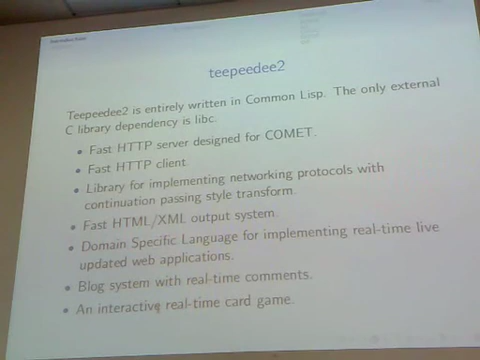 teepeedee2
Teepeedee2 is entirely written in Common Lisp. The only external
C library dependency is libc.
• Fast HTTP server designed for COMET.
• Fast HTTP client
• Library for implementing networking protocols with
continuation passing style transform.
• Fast HTML/XML output system.
• Domain Specific Language for implementing real-time live
updated web applications.
• Blog system with real-time comments.
• An interactive real-time card game.